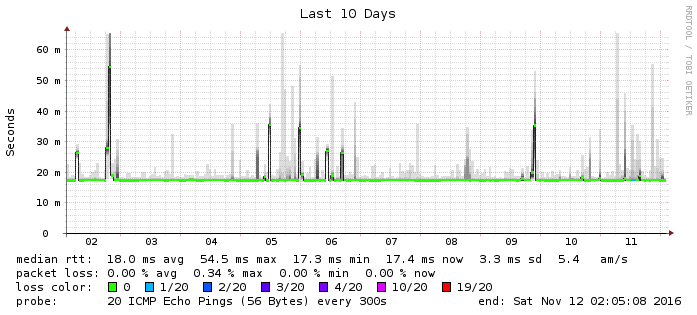 Last 10 Days
RRDTOOL / TOBI OETIKER
Seconds
60 m
50 m
40 m
30 m
20 m
10 m
0
02 03 04 05 06 07 08 09 10 11
median rtt: 18.0 ms avg 54.5 ms max 17.3 ms min 17.4 ms now 3.3 ms sd 5.4 am/s
packet loss: 0.00 % avg 0.34 % max 0.00 % min 0.00 % now
loss color: 0 1/20 2/20 3/20 4/20 10/20 19/20
probe: 20 ICMP Echo Pings (56 Bytes) every 300s end: Sat Nov 12 02:05:08 2016